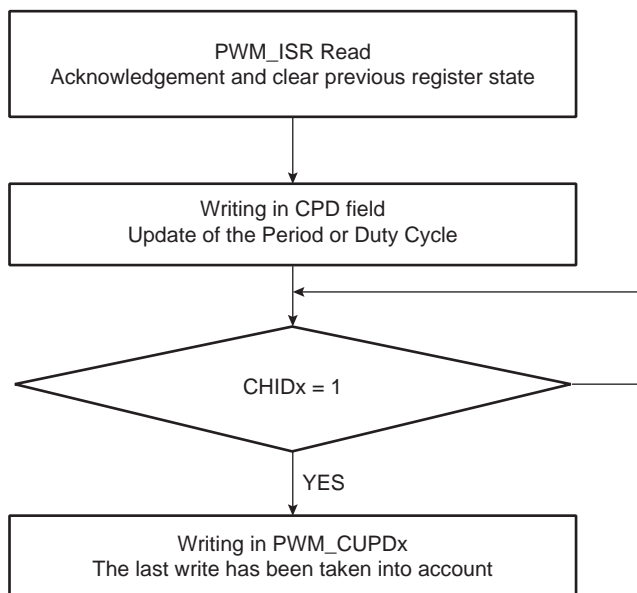 PWM_ISR Read
Acknowledgement and clear previous register state
Writing in CPD field
Update of the Period or Duty Cycle
CHIDx = 1
YES
Writing in PWM_CUPDx
The last write has been taken into account